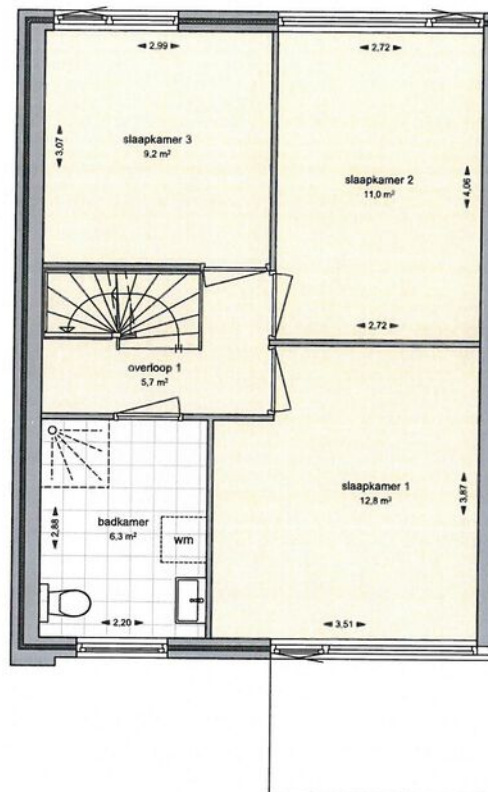 2,99
2,72
3,07
slaapkamer 3
9,2 m²
slaapkamer 2
11,0 m²
4,06
2,72
overloop 1
5,7 m²
slaapkamer 1
12,8 m²
3,87
2,88
badkamer
6,3 m²
wm
2,20
3,51